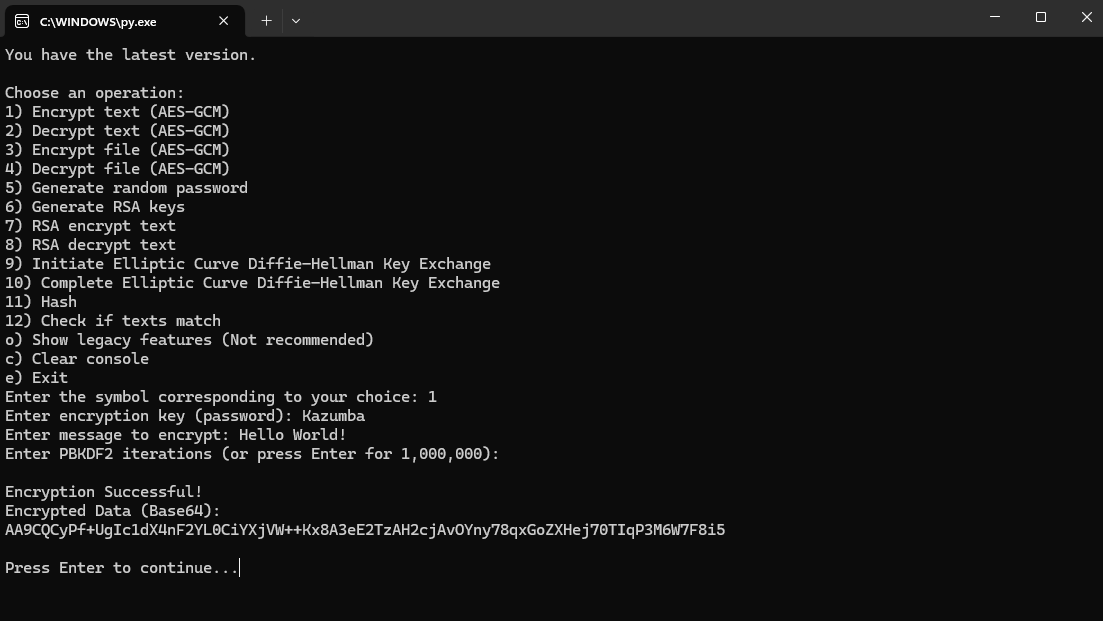 C:\WINDOWS\py.exe
You have the latest version.
Choose an operation:
1) Encrypt text (AES-GCM)
2) Decrypt text (AES-GCM)
3) Encrypt file (AES-GCM)
4) Decrypt file (AES-GCM)
5) Generate random password
6) Generate RSA keys
7) RSA encrypt text
8) RSA decrypt text
9) Initiate Elliptic Curve Diffie-Hellman Key Exchange
10) Complete Elliptic Curve Diffie-Hellman Key Exchange
11) Hash
12) Check if texts match
o) Show legacy features (Not recommended)
c) Clear console
e) Exit
Enter the symbol corresponding to your choice: 1
Enter encryption key (password): Kazumba
Enter message to encrypt: Hello World!
Enter PBKDF2 iterations (or press Enter for 1,000,000):
Encryption Successful!
Encrypted Data (Base64):
AA9CQCyPf+UgIc1dX4nF2YL0CiYXjVW++Kx8A3eE2TzAH2cjAvOYny78qxGoZXHej70TIqP3M6W7F8i5
Press Enter to continue...